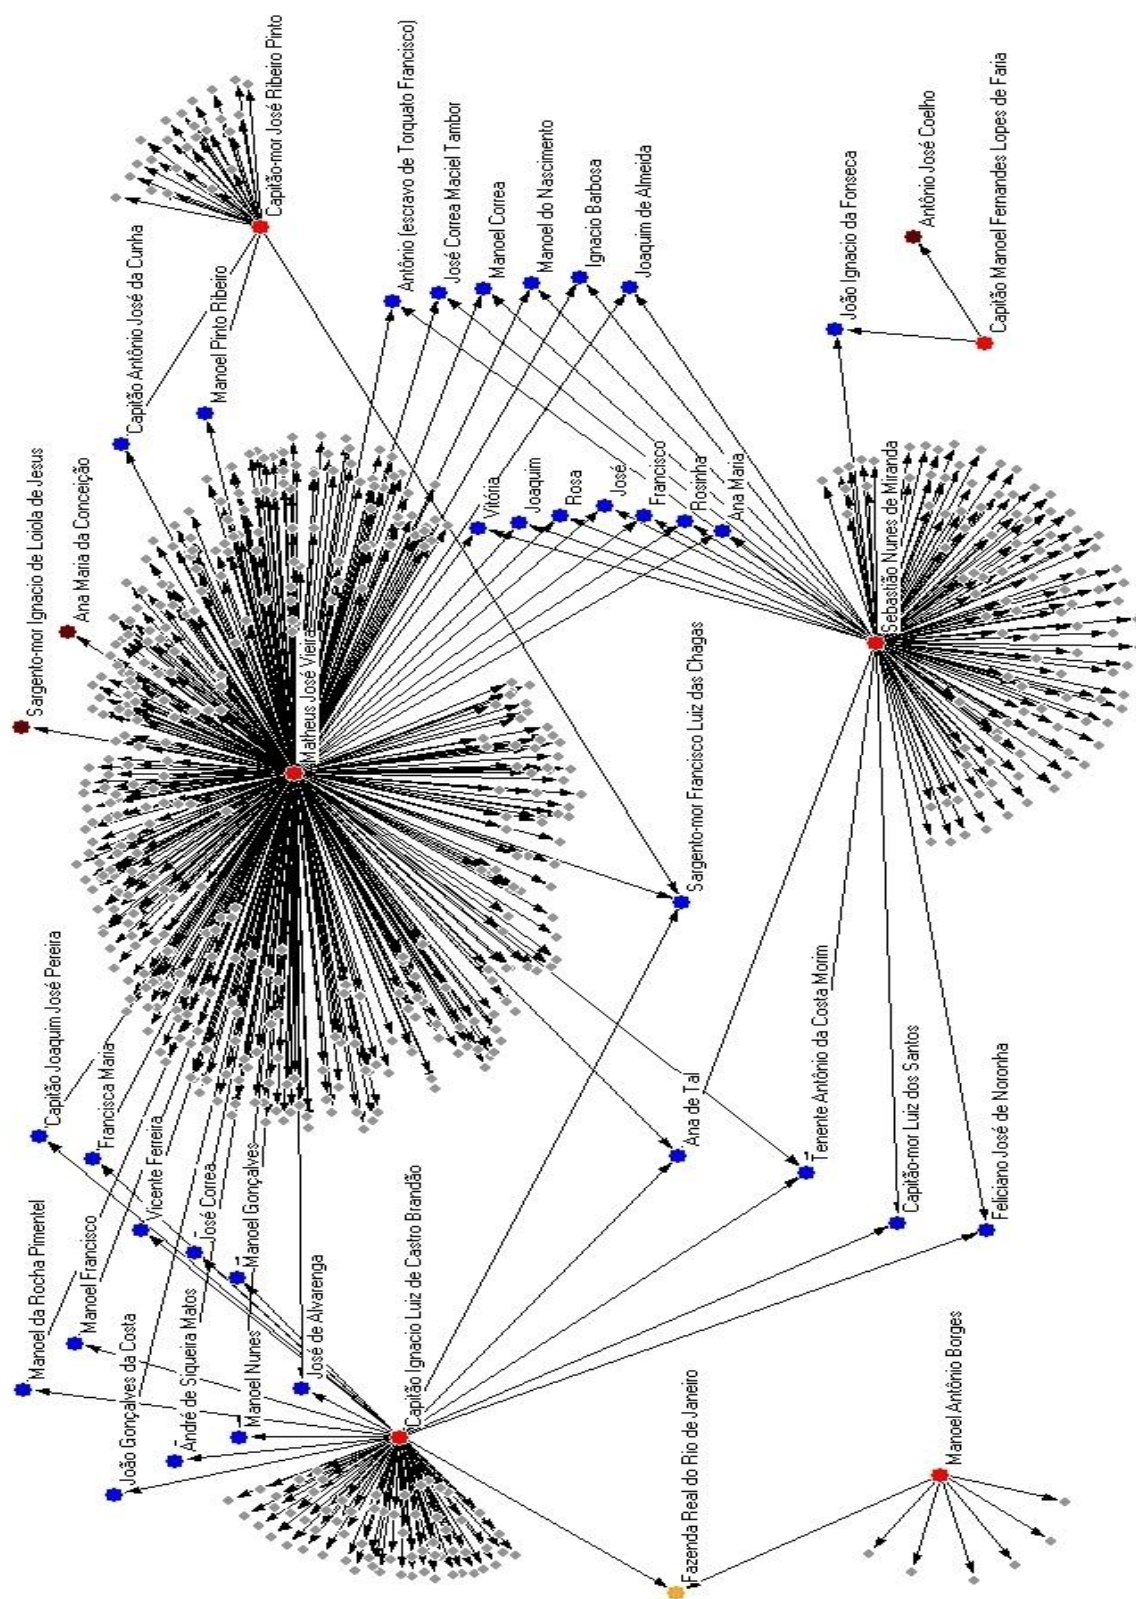 Capitão-mor José Ribeiro Pinto
Capitão Antônio José da Cunha
Manoel Pinto Ribeiro
Sargento-mor Ignacio de Loiola de Jesus
Ana Maria da Conceição
Antônio (escravo de Torquato Francisco)
José Correa Maciel Tambor
Manoel Correa
Manoel do Nascimento
Ignacio Barbosa
Joaquim de Almeida
João Ignacio da Fonseca
Antônio José Coelho
Capitão Manoel Fernandes Lopes de Faria
Vitória
Joaquim
Rosa
José
Francisco
Rosinha
Ana Maria
Matheus José Vieira
Sebastião Nunes de Miranda
Sargento-mor Francisco Luiz das Chagas
Capitão Joaquim José Pereira
Francisca Maria
Vicente Ferreira
José Correa
Manoel Gonçalves
Manoel da Rocha Pimentel
Manoel Francisco
João Gonçalves da Costa
André de Siqueira Matos
Manoel Nunes
José de Alvarenga
Capitão Ignacio Luiz de Castro Brandão
Ana de Tal
Tenente Antônio da Costa Morim
Capitão-mor Luiz dos Santos
Feliciano José de Noronha
Fazenda Real do Rio de Janeiro
Manoel Antônio Borges